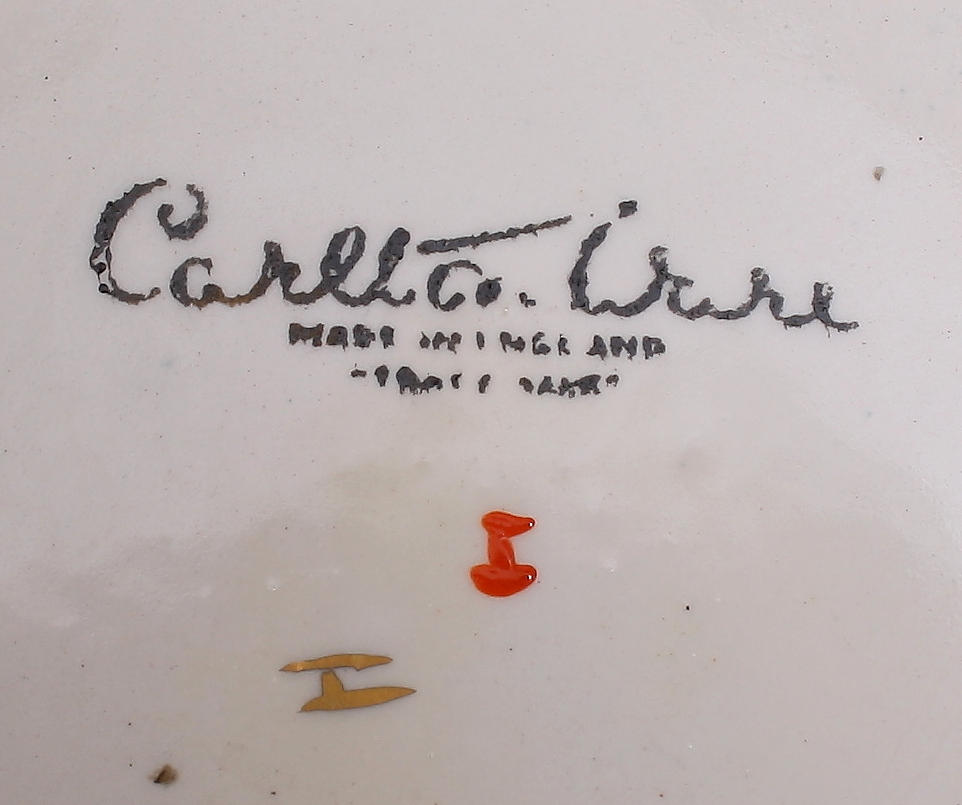 Carlton Ware
MADE IN ENGLAND
"TRADE MARK"
I
I